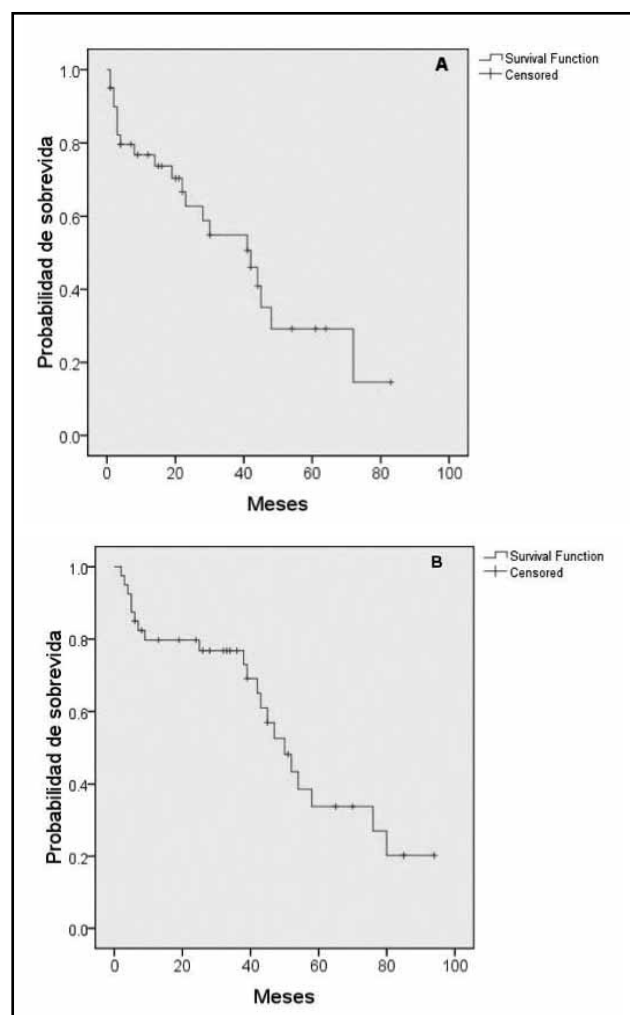 A
Survival Function
Censored
Probabilidad de sobrevida
1.0
0.8
0.6
0.4
0.2
0.0
0 20 40 60 80 100
Meses
B
Survival Function
Censored
Probabilidad de sobrevida
1.0
0.8
0.6
0.4
0.2
0.0
0 20 40 60 80 100
Meses